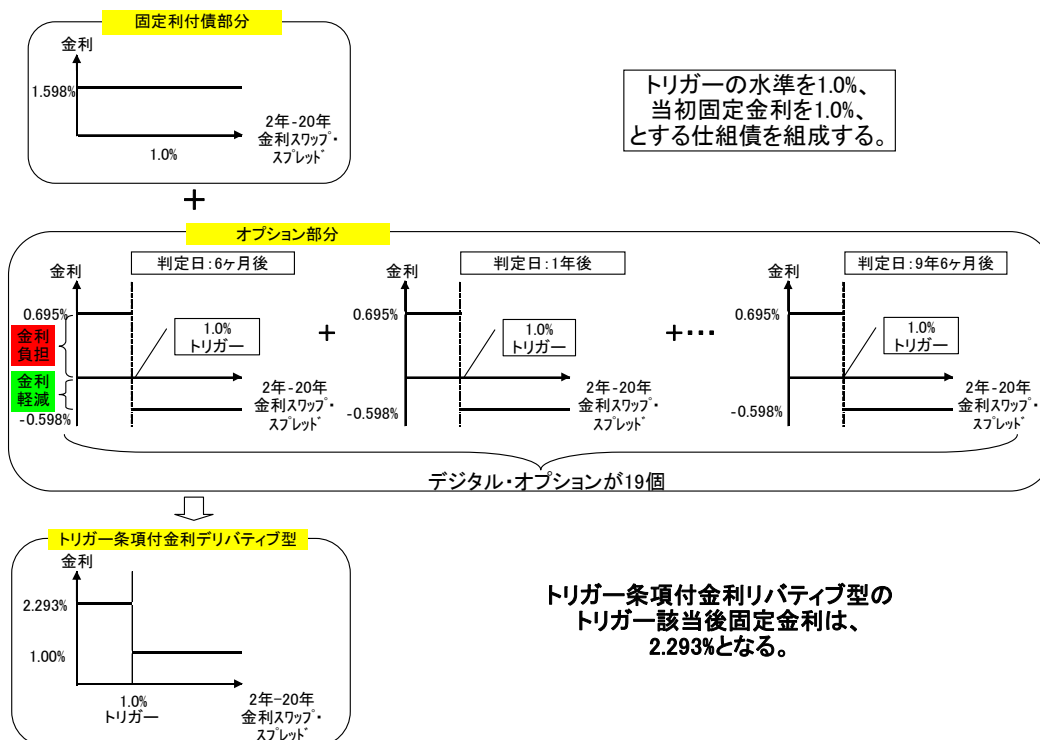 固定利付債部分
金利
1.598%
1.0%
2年-20年
金利スワップ・
スプレッド
トリガーの水準を1.0%、
当初固定金利を1.0%、
とする仕組債を組成する。
+
オプション部分
金利
判定日:6ヶ月後
0.695%
金利
負担
金利
軽減
-0.598%
1.0%
トリガー
2年-20年
金利スワップ・
スプレッド
+
金利
判定日:1年後
0.695%
-0.598%
1.0%
トリガー
2年-20年
金利スワップ・
スプレッド
+・・・
金利
判定日:9年6ヶ月後
0.695%
-0.598%
1.0%
トリガー
2年-20年
金利スワップ・
スプレッド
デジタル・オプションが19個
トリガー条項付金利デリバティブ型
金利
2.293%
1.00%
1.0%
トリガー
2年-20年
金利スワップ・
スプレッド
トリガー条項付金利リバティブ型の
トリガー該当後固定金利は、
2.293%となる。